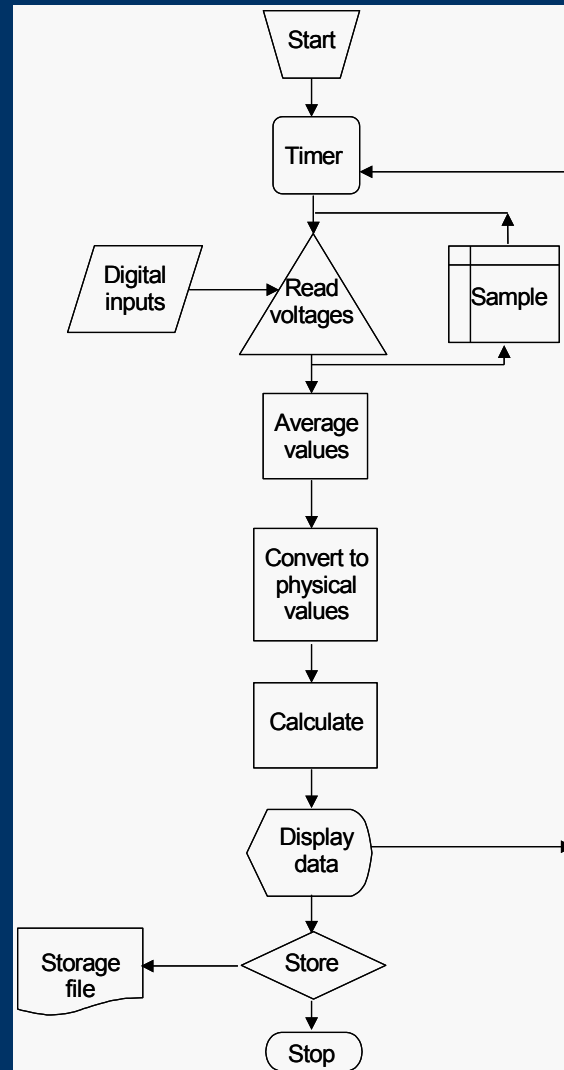 Start
Timer
Digital
inputs
Read
voltages
Sample
Average
values
Convert to
physical
values
Calculate
Display
data
Store
Storage
file
Stop